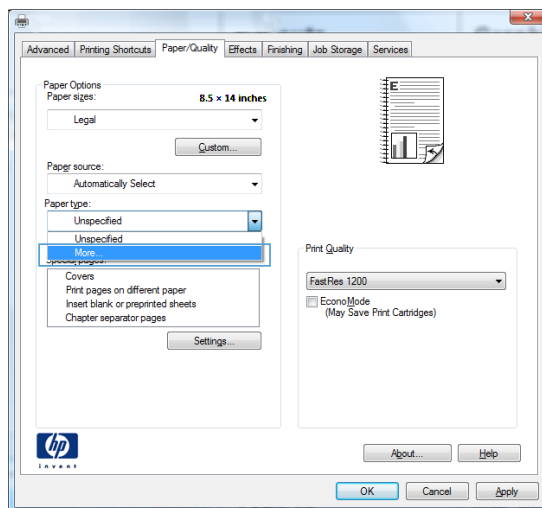 Advanced Printing Shortcuts Paper/Quality Effects Finishing Job Storage Services
Paper Options
Paper sizes: 8.5 × 14 inches
Legal
Custom...
Paper source:
Automatically Select
Paper type:
Unspecified
Unspecified
More...
Special pages:
Covers
Print pages on different paper
Insert blank or preprinted sheets
Chapter separator pages
Settings...
E
Print Quality
FastRes 1200
EconoMode
(May Save Print Cartridges)
hp
invent
About... Help
OK Cancel Apply